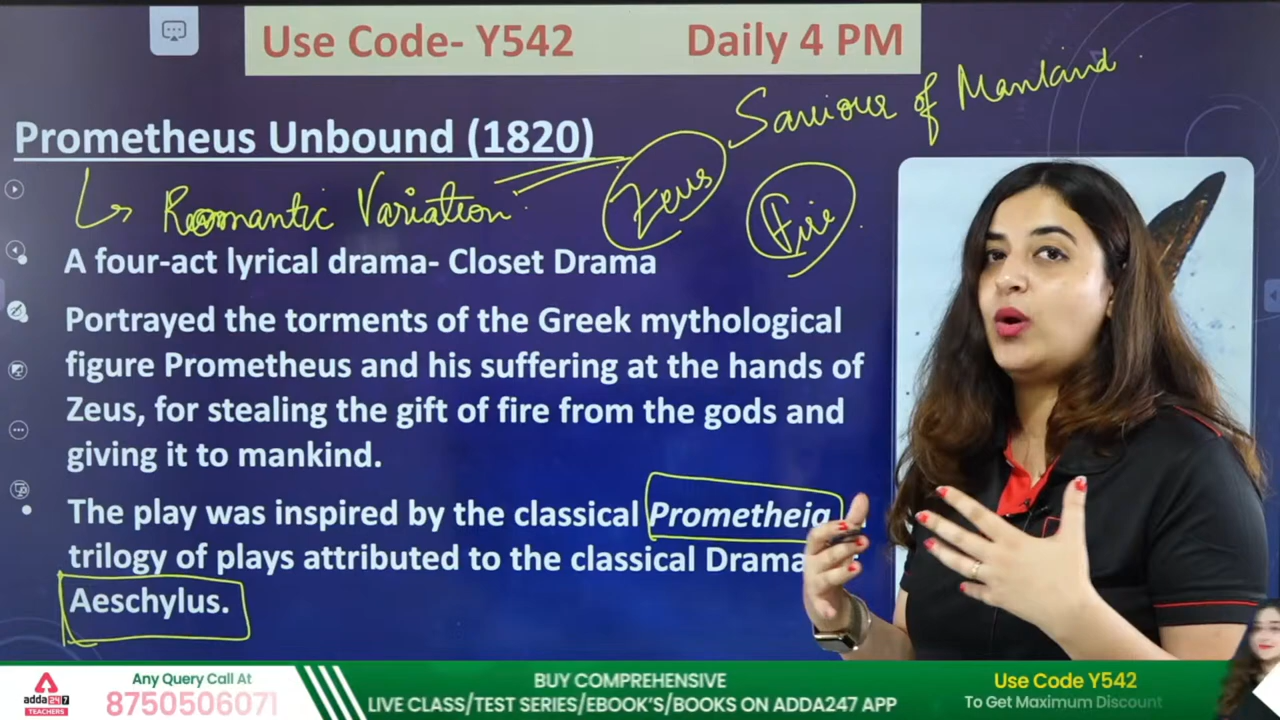 Use Code- Y542 Daily 4 PM
Saviour of Mankind
Prometheus Unbound (1820)
Zeus
Fire
Romantic Variation
A four-act lyrical drama- Closet Drama
Portrayed the torments of the Greek mythological
figure Prometheus and his suffering at the hands of
Zeus, for stealing the gift of fire from the gods and
giving it to mankind.
The play was inspired by the classical Prometheia
trilogy of plays attributed to the classical Drama
Aeschylus.
Any Query Call At
8750506071
adda247
TEACHERS
BUY COMPREHENSIVE
LIVE CLASS/TEST SERIES/EBOOK'S/BOOKS ON ADDA247 APP
Use Code Y542
To Get Maximum Discount